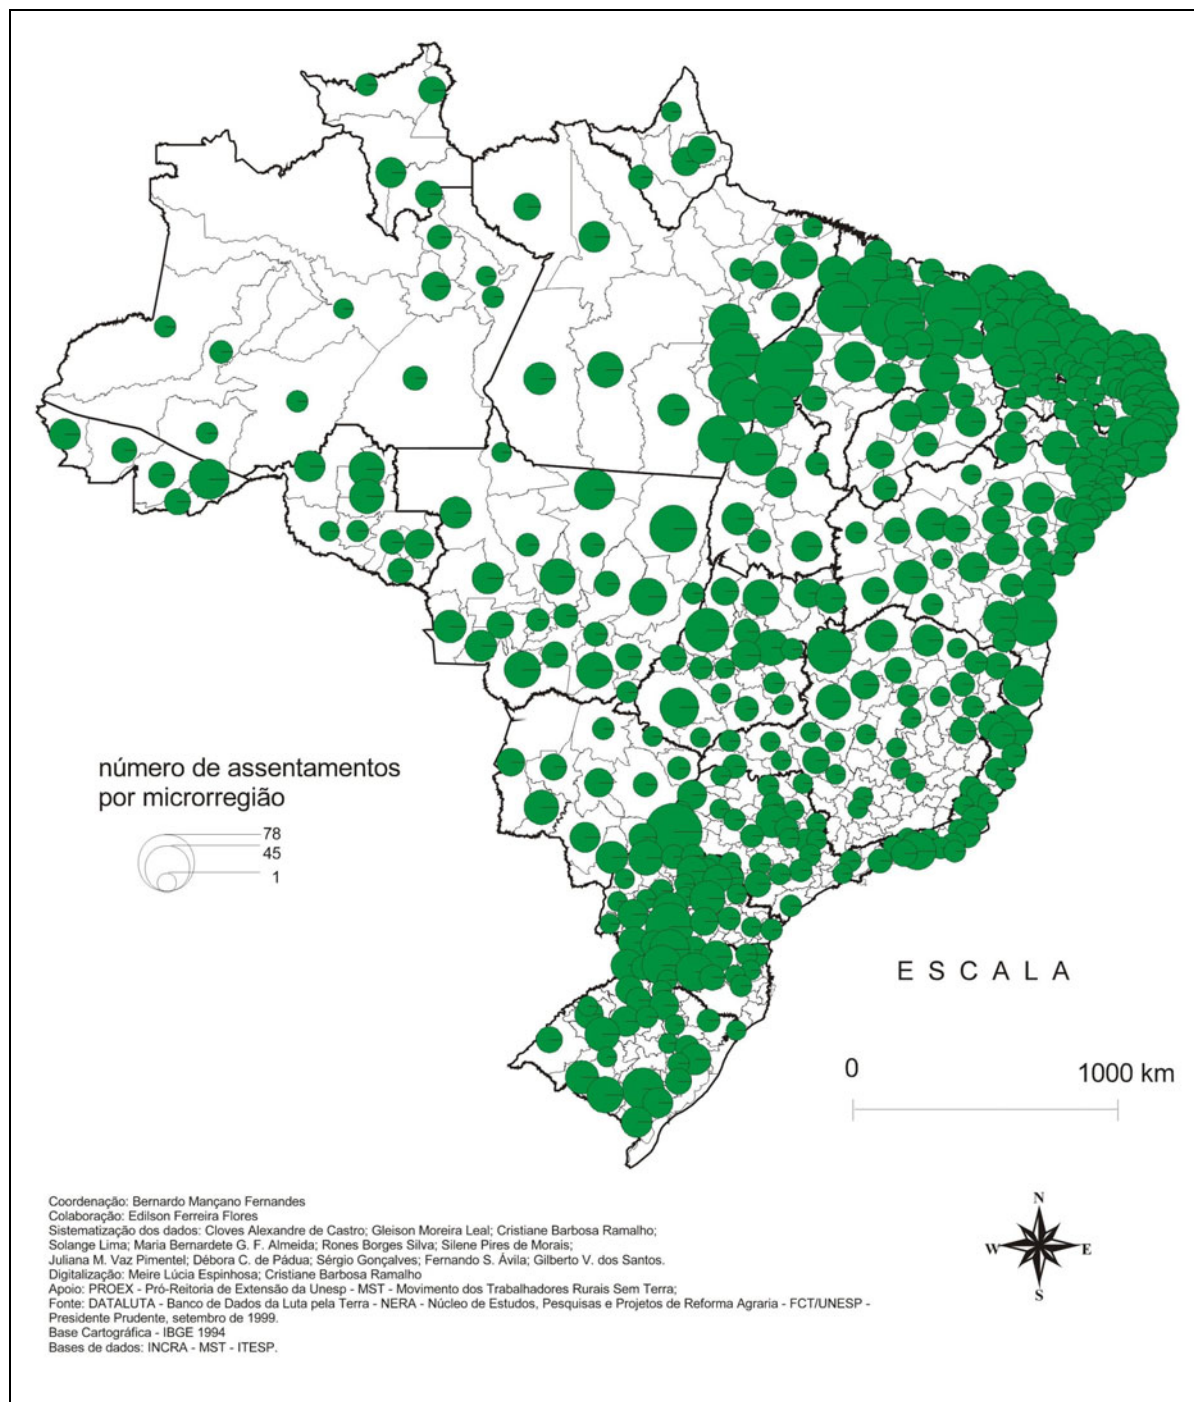 número de assentamentos
por microrregião
78
45
1
E S C A L A
0
1000 km
Coordenação: Bernardo Mançano Fernandes
Colaboração: Edilson Ferreira Flores
Sistematização dos dados: Cloves Alexandre de Castro; Gleison Moreira Leal; Cristiane Barbosa Ramalho;
Solange Lima; Maria Bernardete G. F. Almeida; Rones Borges Silva; Silene Pires de Morais;
Juliana M. Vaz Pimentel; Débora C. de Pádua; Sérgio Gonçalves; Fernando S. Ávila; Gilberto V. dos Santos.
Digitalização: Meire Lúcia Espinhosa; Cristiane Barbosa Ramalho
Apoio: PROEX - Pró-Reitoria de Extensão da Unesp - MST - Movimento dos Trabalhadores Rurais Sem Terra;
Fonte: DATALUTA - Banco de Dados da Luta pela Terra - NERA - Núcleo de Estudos, Pesquisas e Projetos de Reforma Agraria - FCT/UNESP -
Presidente Prudente, setembro de 1999.
Base Cartográfica - IBGE 1994
Bases de dados: INCRA - MST - ITESP.
N
W
E
S